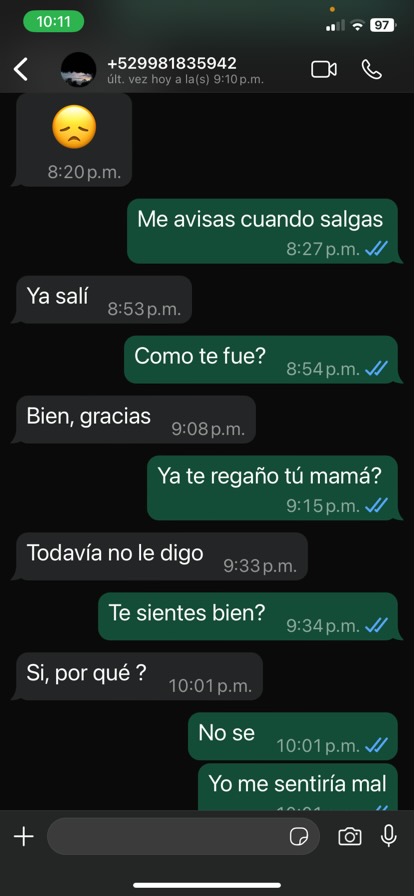 10:11
97
+529981835942
últ. vez hoy a la(s) 9:10 p.m.
8:20 p.m.
Me avisas cuando salgas
8:27 p.m.
Ya salí
8:53 p.m.
Como te fue?
8:54 p.m.
Bien, gracias
9:08 p.m.
Ya te regaño tú mamá?
9:15 p.m.
Todavía no le digo
9:33 p.m.
Te sientes bien?
9:34 p.m.
Si, por qué ?
10:01 p.m.
No se
10:01 p.m.
Yo me sentiría mal